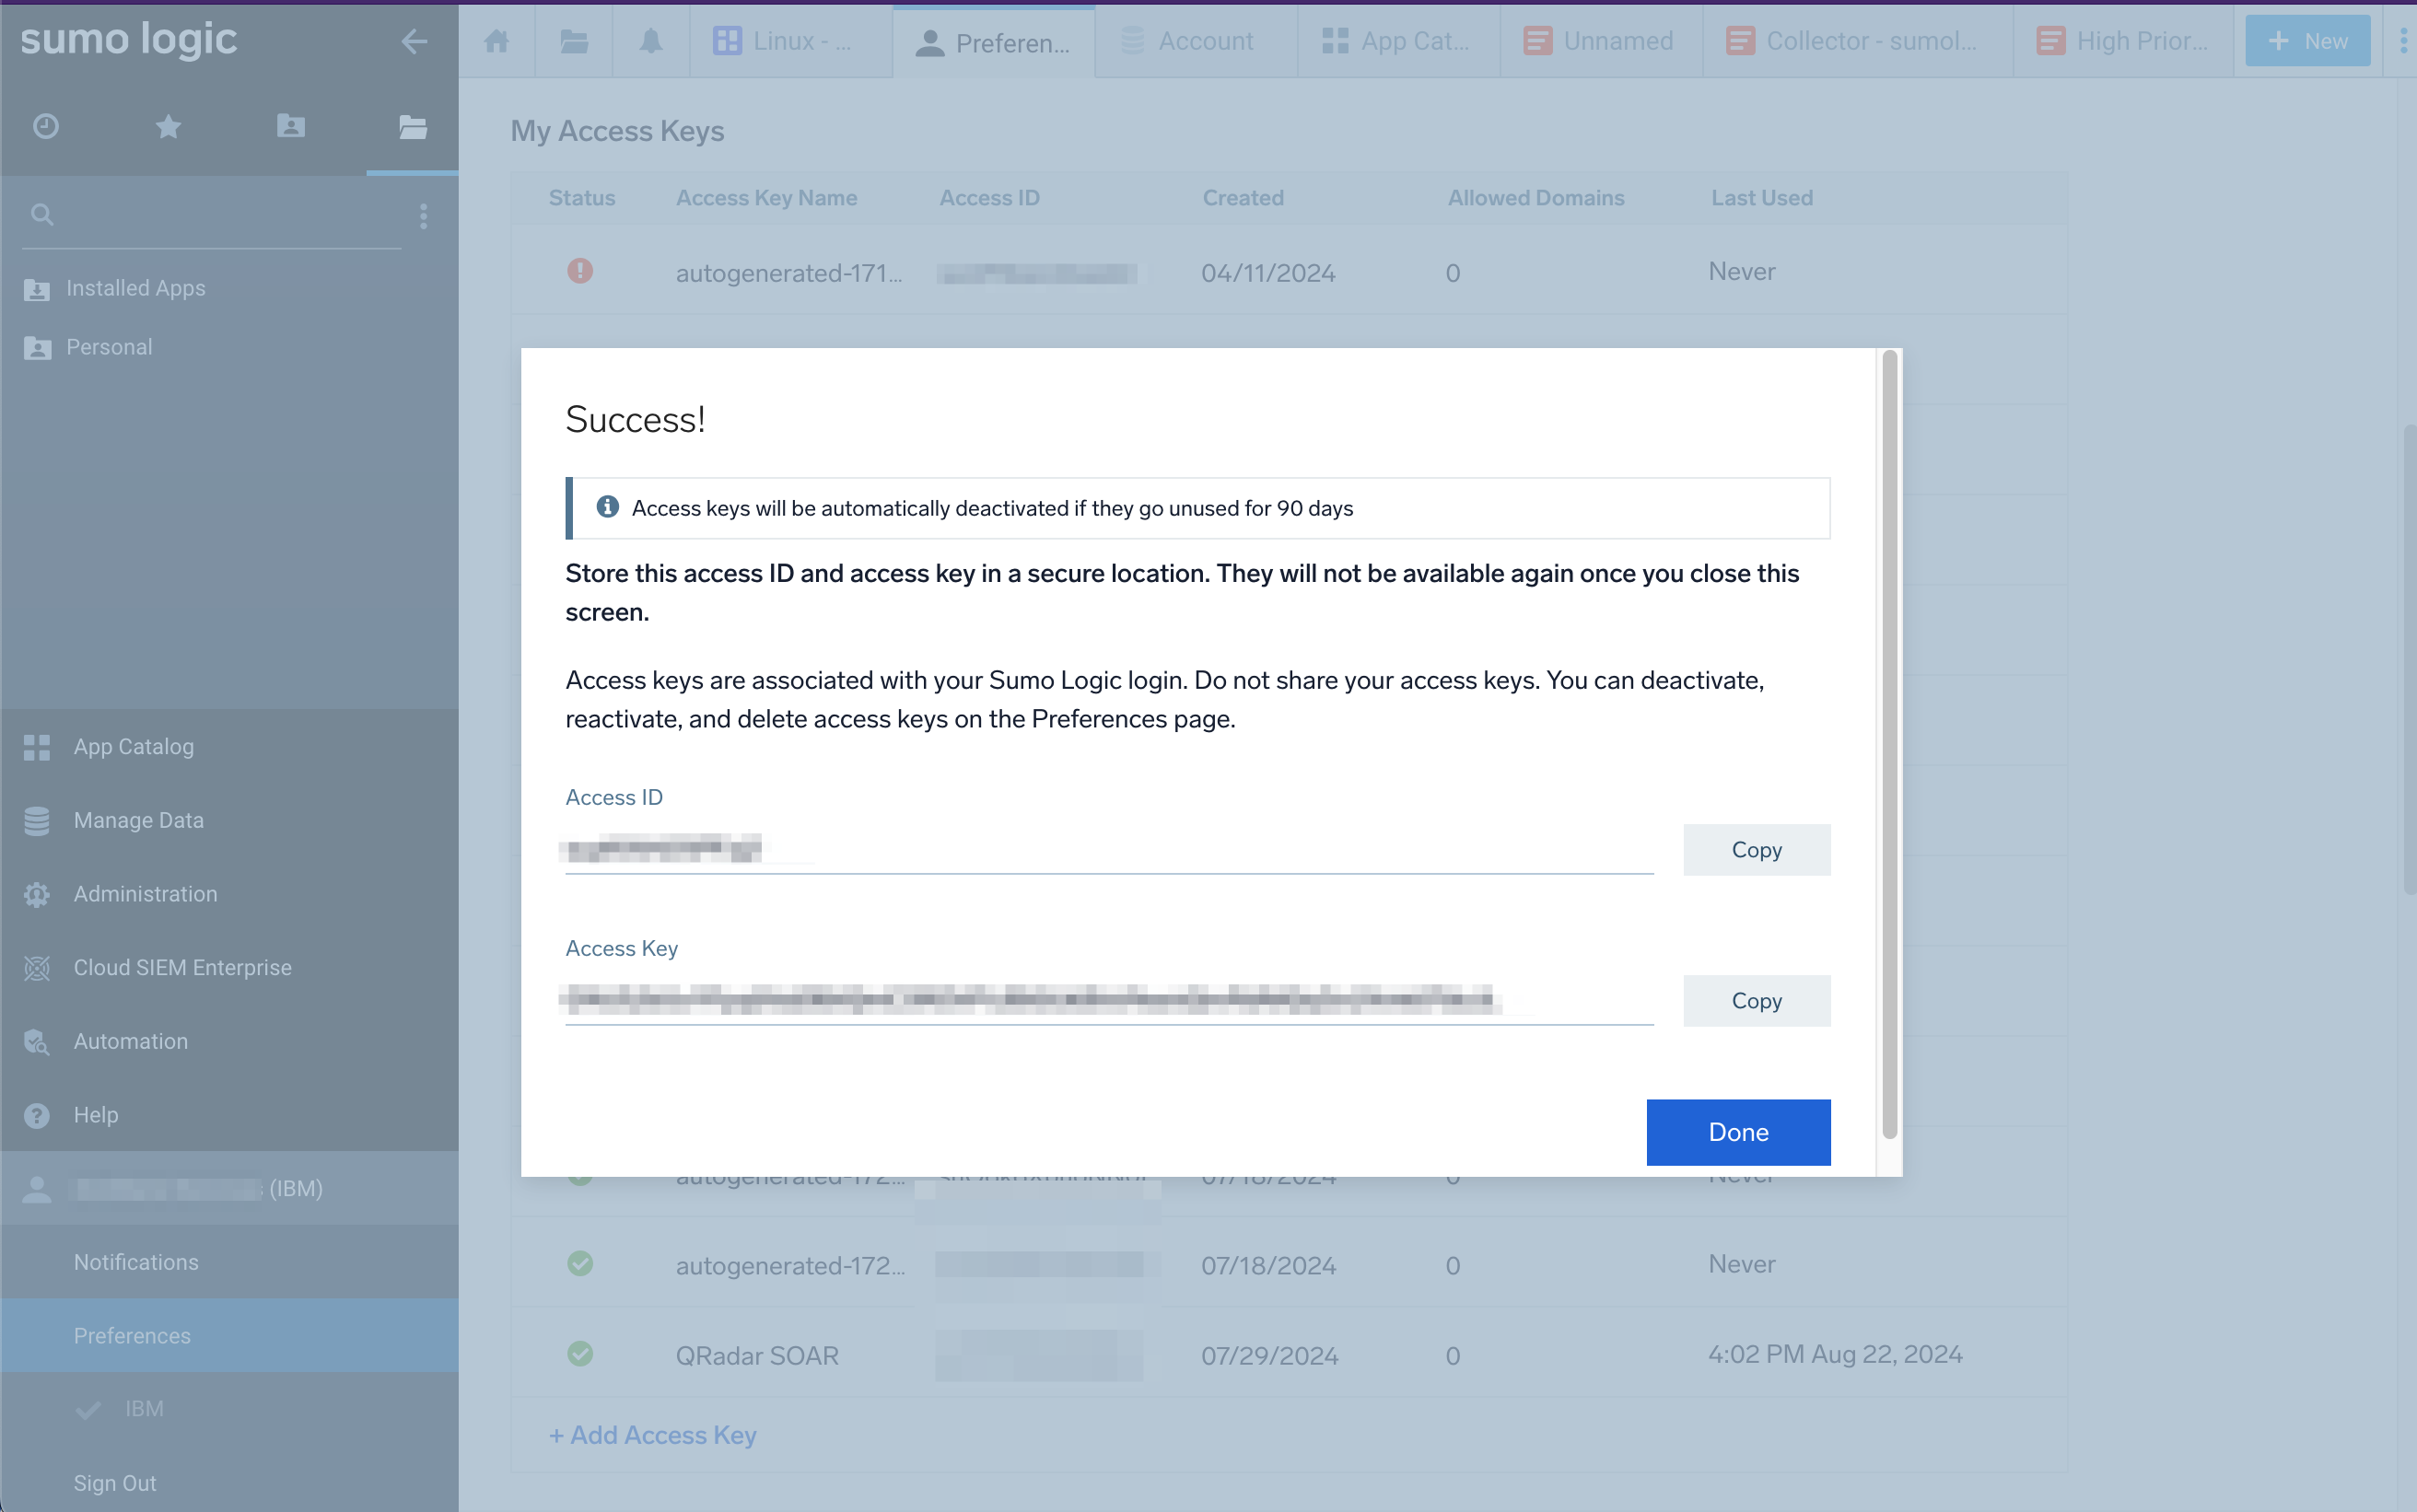 sumo logic
Linux - ...
Preferen...
Account
App Cat...
Unnamed
Collector - sumol...
High Prior...
+ New
Installed Apps
Personal
App Catalog
Manage Data
Administration
Cloud SIEM Enterprise
Automation
Help
(IBM)
Notifications
Preferences
IBM
Sign Out
My Access Keys
Status Access Key Name Access ID Created Allowed Domains Last Used
autogenerated-171... 04/11/2024 0 Never
Success!
Access keys will be automatically deactivated if they go unused for 90 days
Store this access ID and access key in a secure location. They will not be available again once you close this
screen.
Access keys are associated with your Sumo Logic login. Do not share your access keys. You can deactivate,
reactivate, and delete access keys on the Preferences page.
Access ID
Copy
Access Key
Copy
Done
autogenerated-172... 07/18/2024 0 Never
autogenerated-172... 07/18/2024 0 Never
QRadar SOAR 07/29/2024 0 4:02 PM Aug 22, 2024
+ Add Access Key